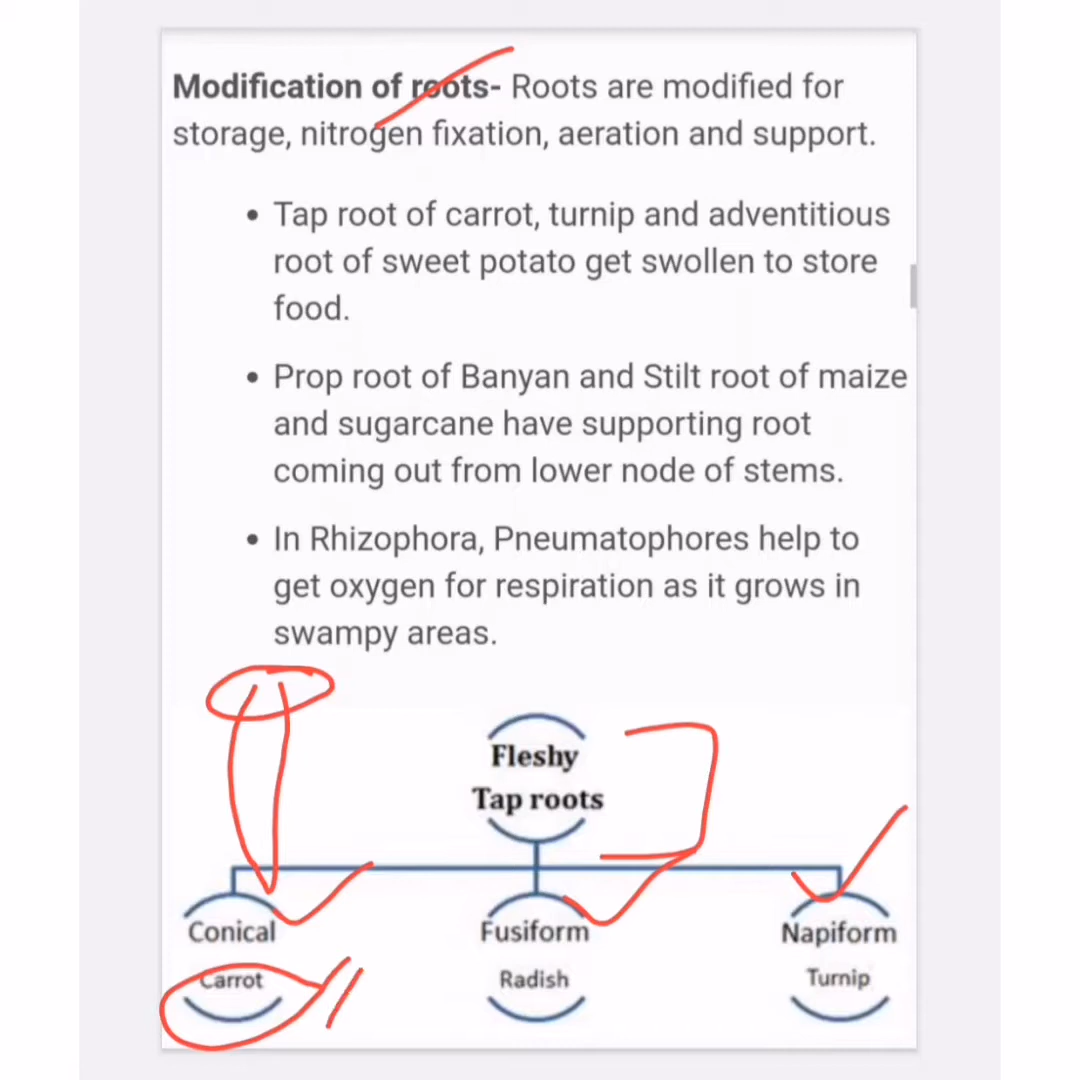 Modification of roots- Roots are modified for
storage, nitrogen fixation, aeration and support.
• Tap root of carrot, turnip and adventitious
root of sweet potato get swollen to store
food.
• Prop root of Banyan and Stilt root of maize
and sugarcane have supporting root
coming out from lower node of stems.
• In Rhizophora, Pneumatophores help to
get oxygen for respiration as it grows in
swampy areas.
Fleshy
Tap roots
Conical
Carrot
Fusiform
Radish
Napiform
Turnip